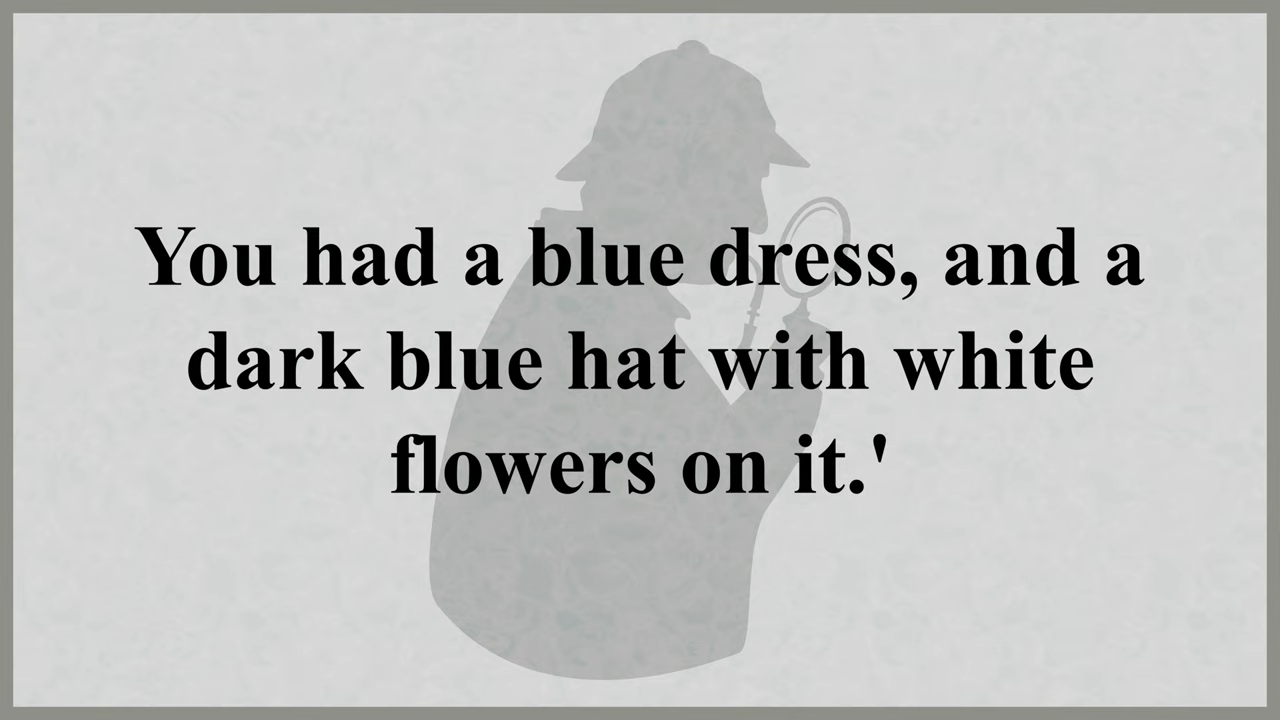 You had a blue dress, and a
dark blue hat with white
flowers on it.'